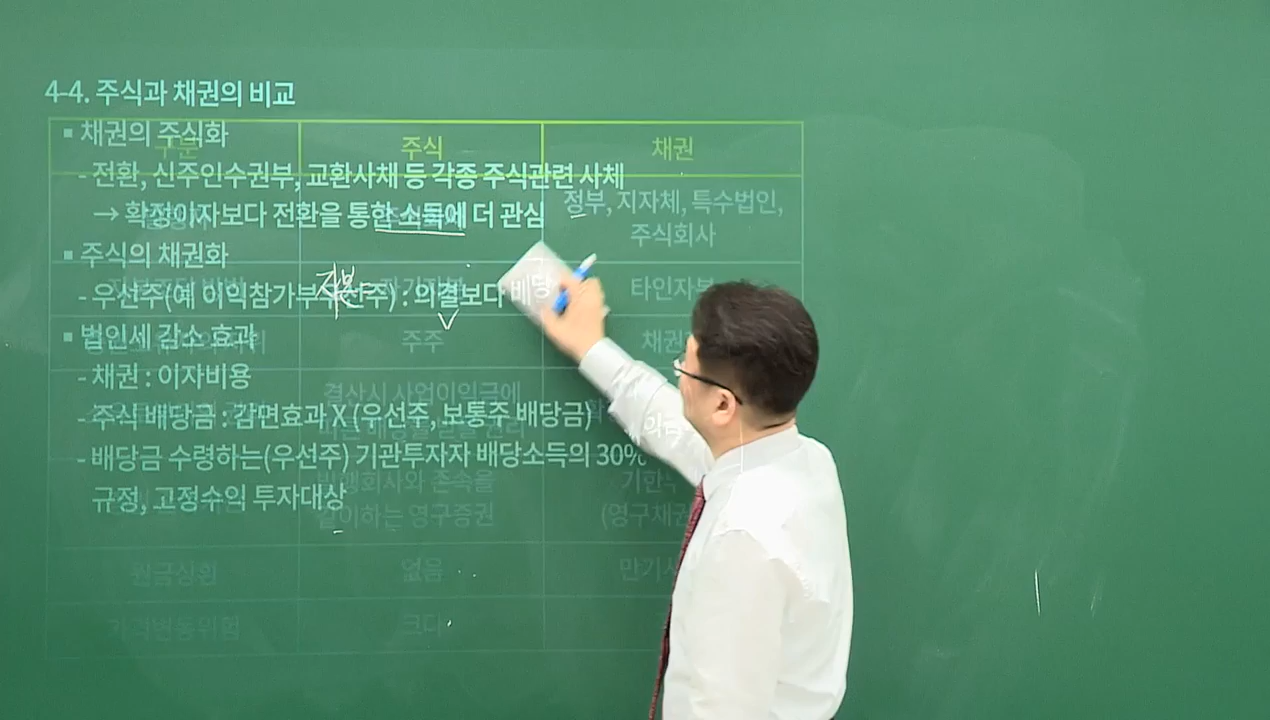 4-4. 주식과 채권의 비교
▪ 채권의 주식화
- 전환, 신주인수권부, 교환사채 등 각종 주식관련 사채
→ 확정이자보다 전환을 통한 소득에 더 관심
▪ 주식의 채권화
- 우선주(예 이익참가부우선주) : 의결보다 배당
▪ 법인세 감소 효과
- 채권 : 이자비용
- 주식 배당금 : 감면효과 X (우선주, 보통주 배당금)
- 배당금 수령하는(우선주) 기관투자자 배당소득의 30%
규정, 고정수익 투자대상
구분 주식 채권
정부, 지자체, 특수법인,
주식회사
자기자본 타인자본
주주
결산시 사업이익금에
발행회사와 존속을
같이하는 영구증권
(영구채권
원금상환 없음
가격변동위험 크다